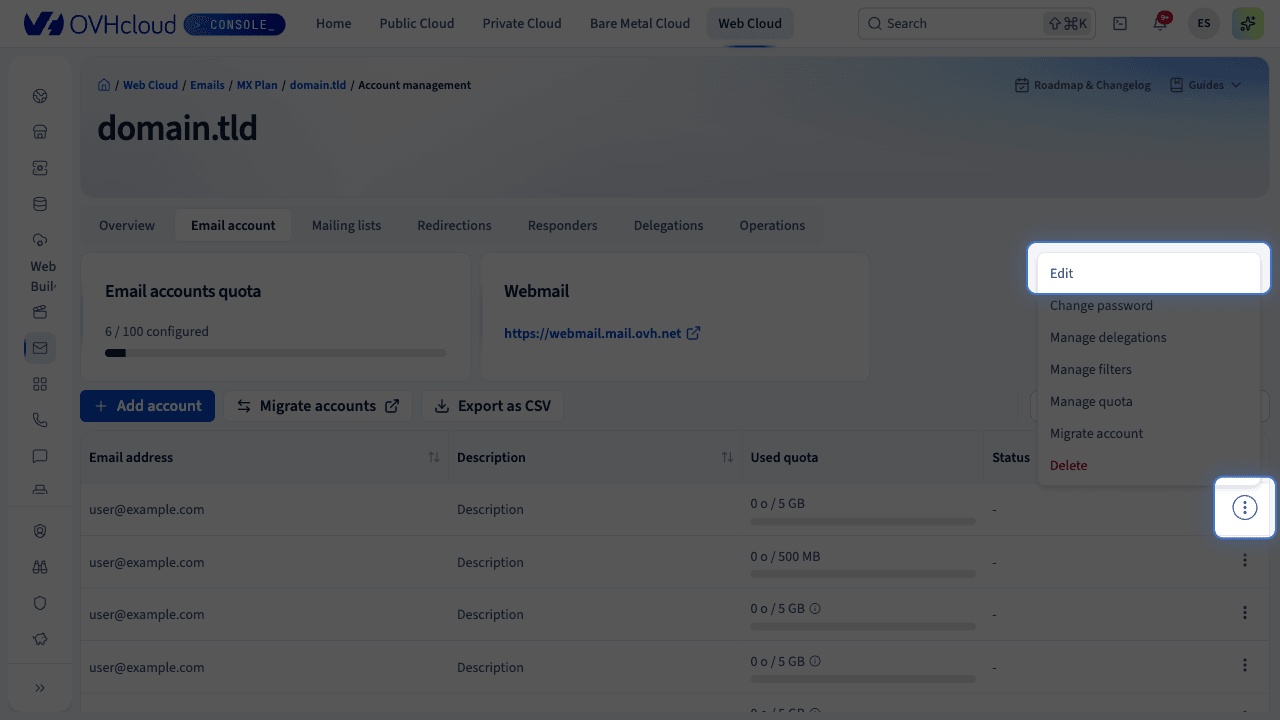 OVHcloud CONSOLE_ Home Public Cloud Private Cloud Bare Metal Cloud Web Cloud Search ⇧⌘K 9+ ES
/ Web Cloud / Emails / MX Plan / domain.tld / Account management Roadmap & Changelog Guides
domain.tld
Overview Email account Mailing lists Redirections Responders Delegations Operations
Web
Buil
Email accounts quota
6 / 100 configured
Webmail
https://webmail.mail.ovh.net
Edit
Change password
Manage delegations
Manage filters
Manage quota
Migrate account
Delete
Add account Migrate accounts Export as CSV
Email address Description Used quota Status
user@example.com Description 0 o / 5 GB -
user@example.com Description 0 o / 500 MB -
user@example.com Description 0 o / 5 GB -
user@example.com Description 0 o / 5 GB -